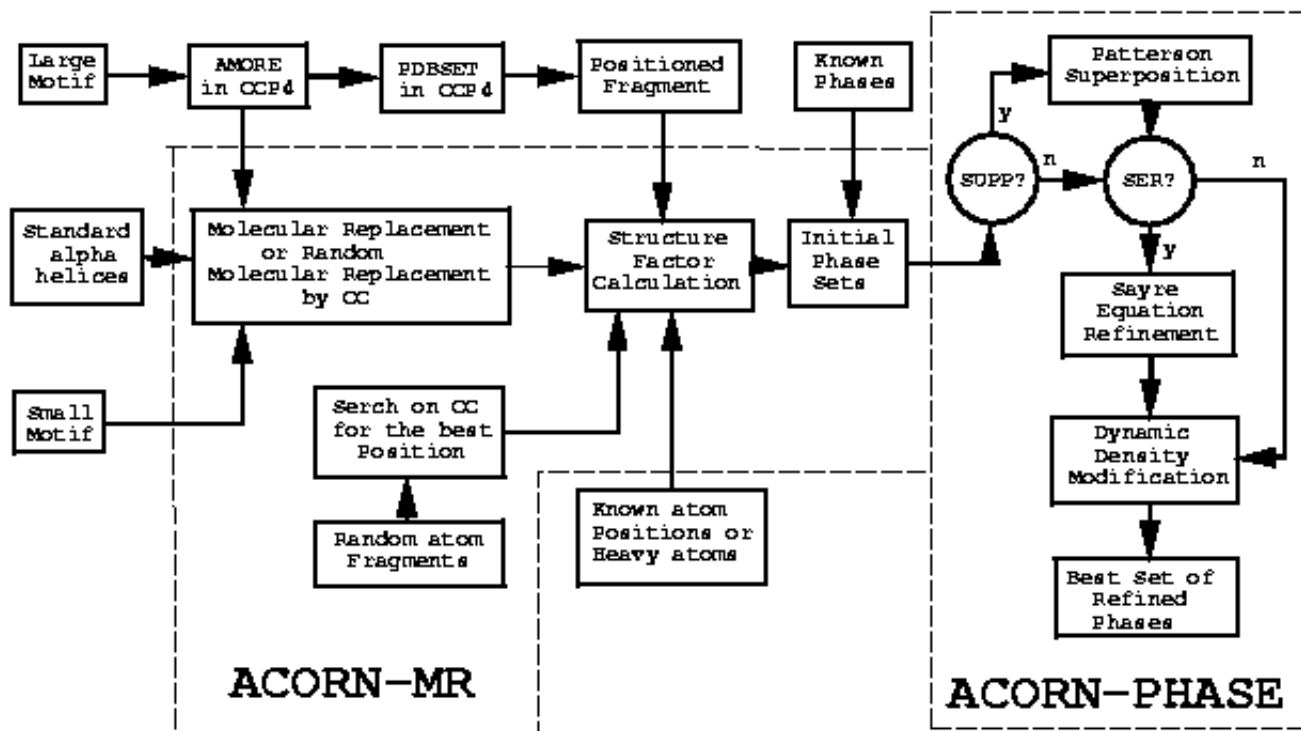 Large
Motif
AMORE
in CCP4
PDBSET
in CCP4
Positioned
Fragment
Known
Phases
Patterson
Superposition
y
n
n
SUPP?
SER?
y
Standard
alpha
helices
Molecular Replacement
or Random
Molecular Replacement
by CC
Structure
Factor
Calculation
Initial
Phase
Sets
Sayre
Equation
Refinement
Small
Motif
Serch on CC
for the best
Position
Dynamic
Density
Modification
Random atom
Fragments
Known atom
Positions or
Heavy atoms
Best Set of
Refined
Phases
ACORN-MR
ACORN-PHASE